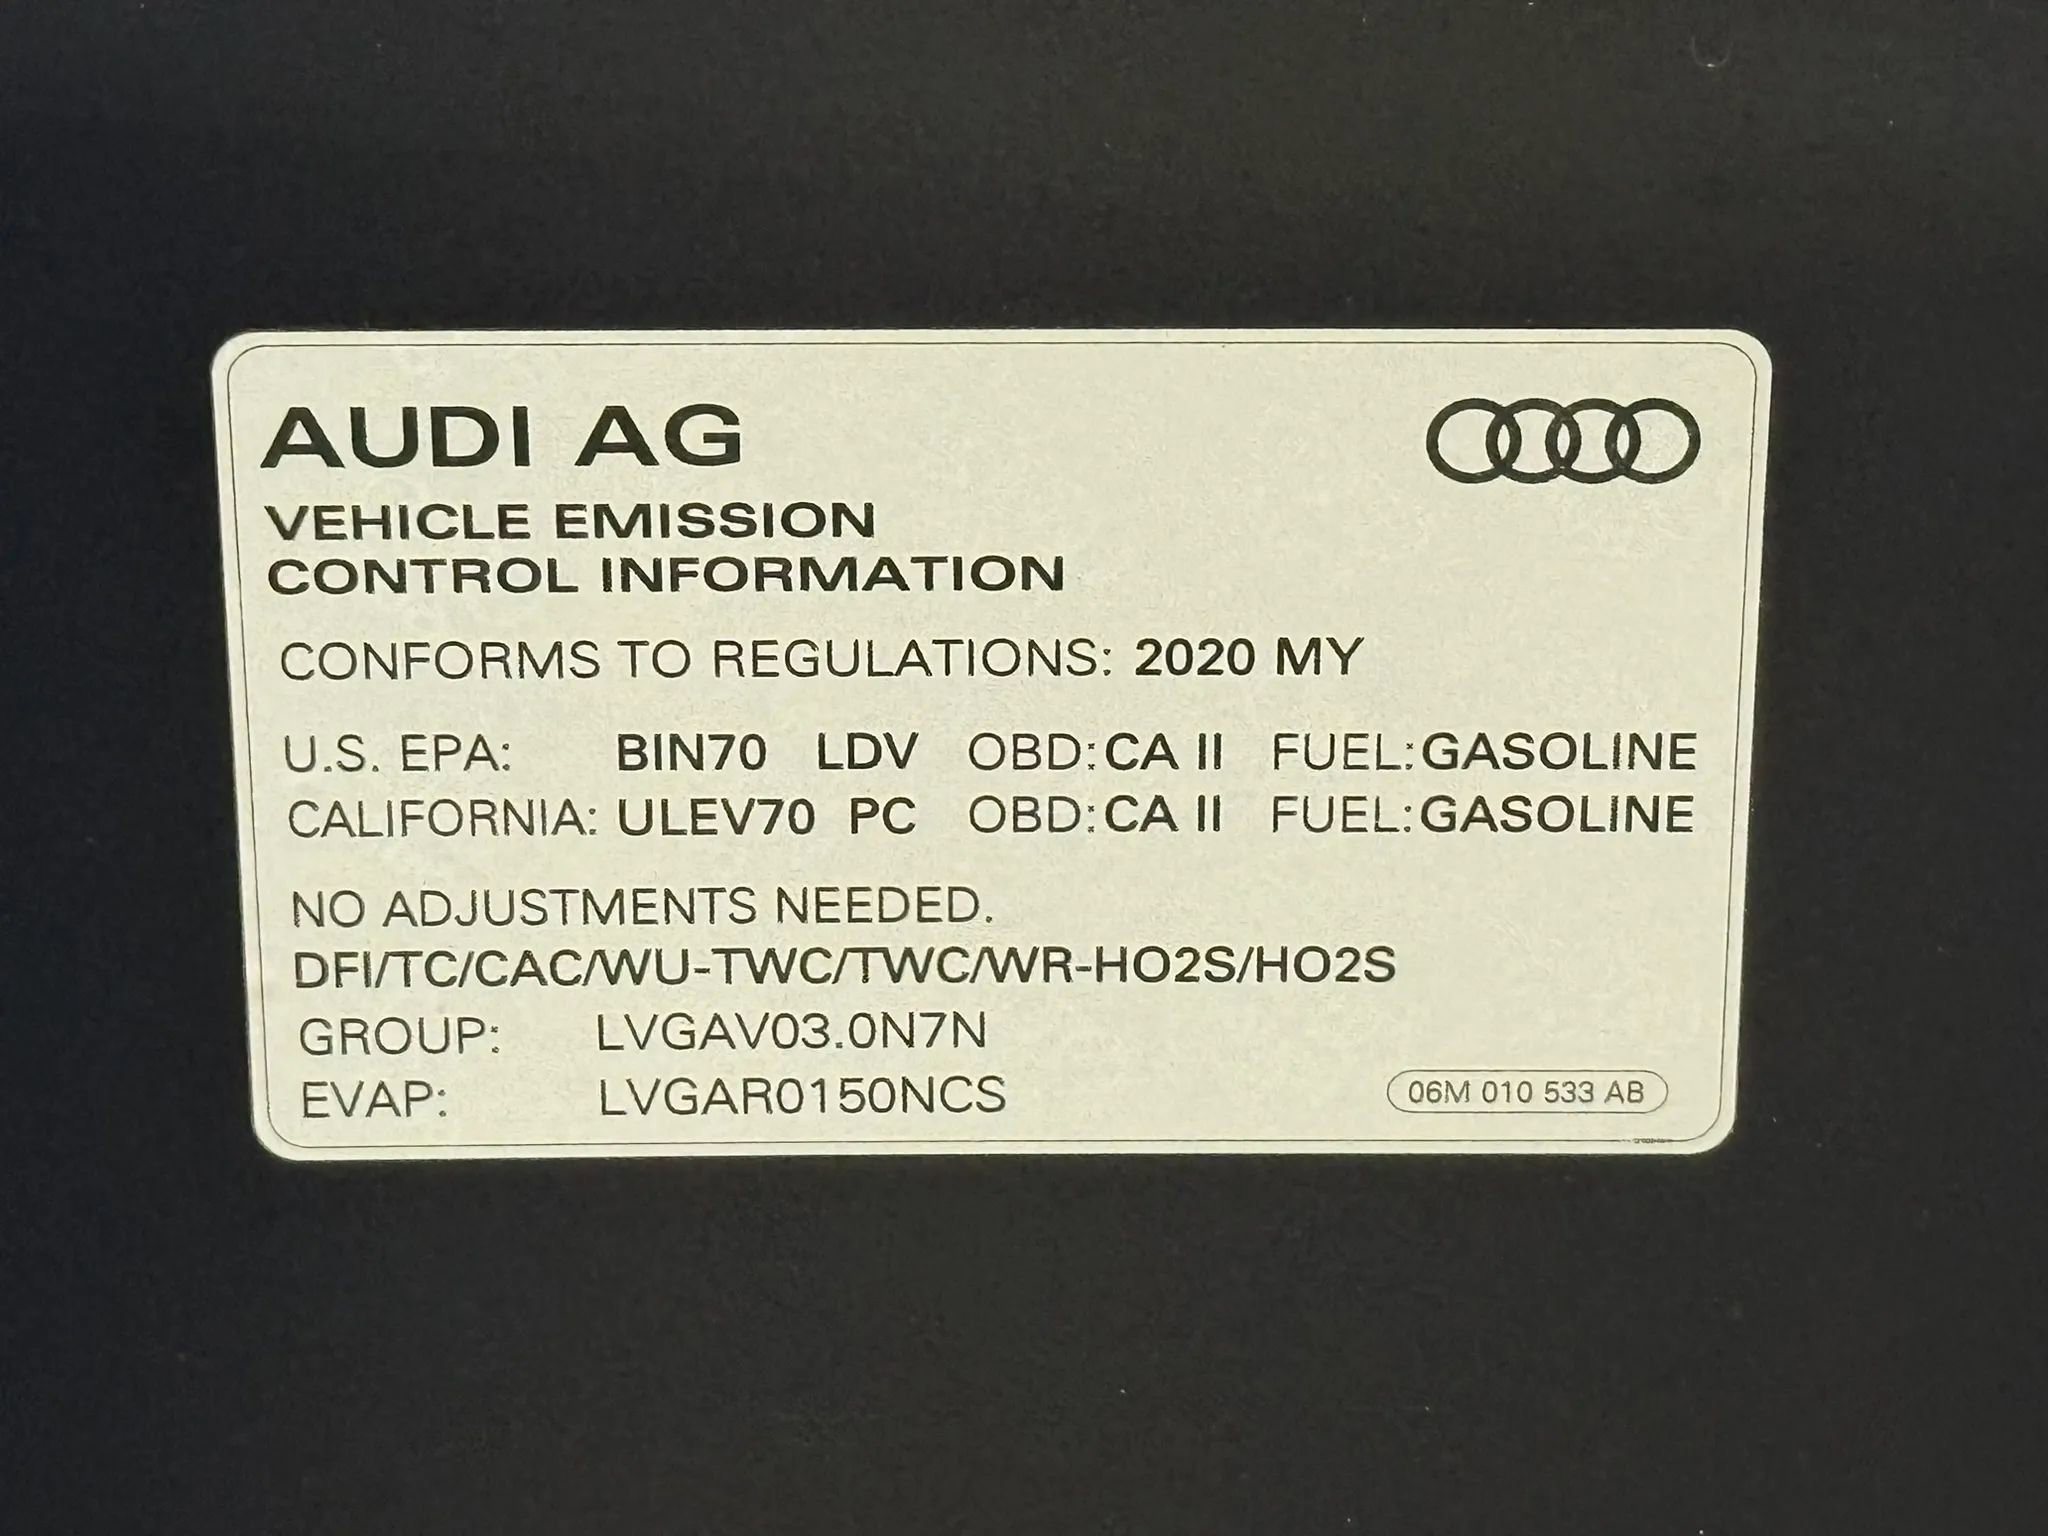 AUDI AG
VEHICLE EMISSION
CONTROL INFORMATION
CONFORMS TO REGULATIONS: 2020 MY
U.S. EPA: BIN70 LDV OBD:CA II FUEL:GASOLINE
CALIFORNIA: ULEV70 PC OBD:CA II FUEL:GASOLINE
NO ADJUSTMENTS NEEDED.
DFI/TC/CAC/WU-TWC/TWC/WR-HO2S/HO2S
GROUP: LVGAV03.0N7N
EVAP: LVGAR0150NCS
06M 010 533 AB